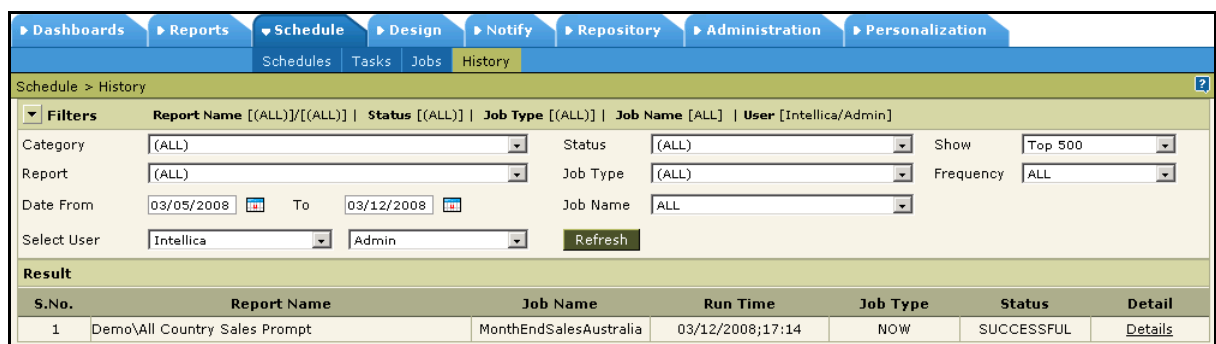 Dashboards Reports Schedule Design Notify Repository Administration Personalization
Schedules Tasks Jobs History
Schedule > History ?
Filters Report Name [(ALL)]/[(ALL)] | Status [(ALL)] | Job Type [(ALL)] | Job Name [ALL] | User [Intellica/Admin]
Category (ALL) Status (ALL) Show Top 500
Report (ALL) Job Type (ALL) Frequency ALL
Date From 03/05/2008 To 03/12/2008 Job Name ALL
Select User Intellica Admin Refresh
Result
S.No. Report Name Job Name Run Time Job Type Status Detail
1 Demo\All Country Sales Prompt MonthEndSalesAustralia 03/12/2008;17:14 NOW SUCCESSFUL Details